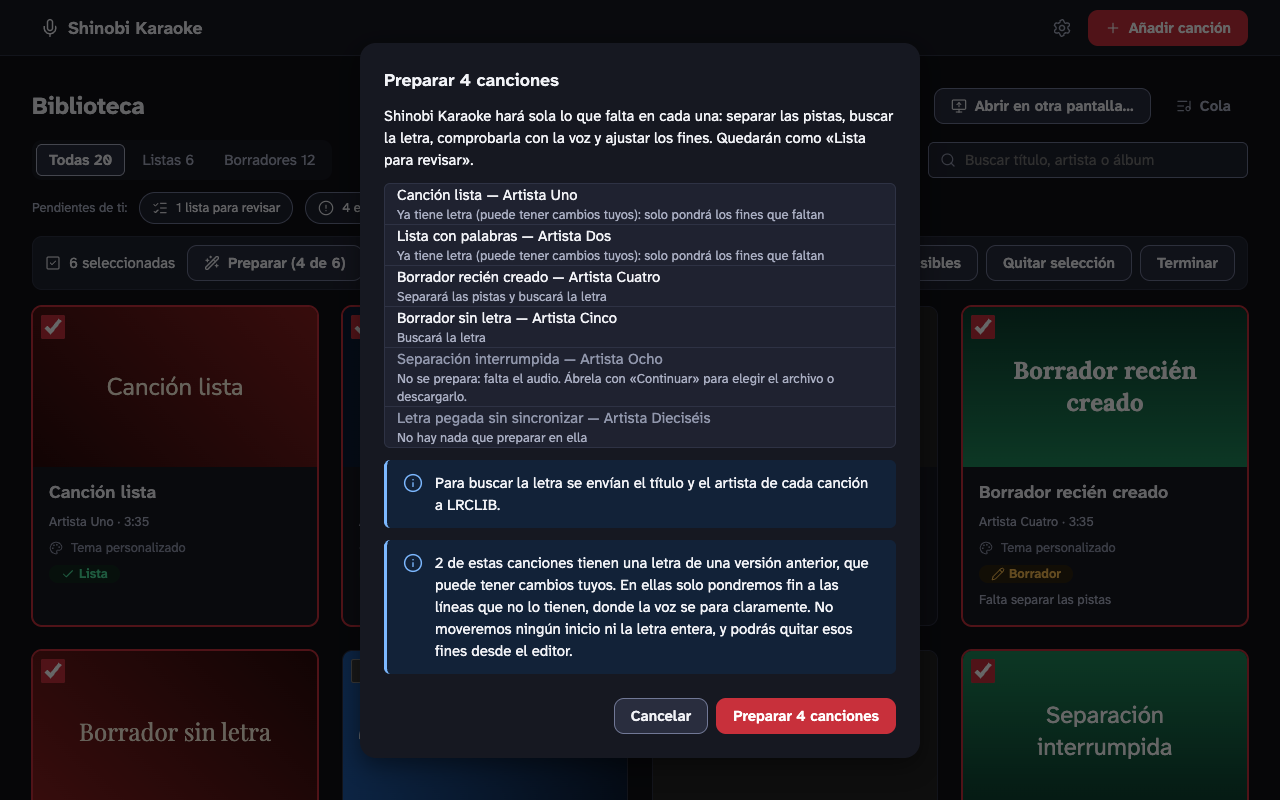 Shinobi Karaoke
Añadir canción
Biblioteca
Abrir en otra pantalla…
Cola
Todas 20
Listas 6
Borradores 12
Buscar título, artista o álbum
Pendientes de ti:
1 lista para revisar
4 e
6 seleccionadas
Preparar (4 de 6)
sibles
Quitar selección
Terminar
Preparar 4 canciones
Shinobi Karaoke hará sola lo que falta en cada una: separar las pistas, buscar
la letra, comprobarla con la voz y ajustar los fines. Quedarán como «Lista
para revisar».
Canción lista — Artista Uno
Ya tiene letra (puede tener cambios tuyos): solo pondrá los fines que faltan
Lista con palabras — Artista Dos
Ya tiene letra (puede tener cambios tuyos): solo pondrá los fines que faltan
Borrador recién creado — Artista Cuatro
Separará las pistas y buscará la letra
Borrador sin letra — Artista Cinco
Buscará la letra
Separación interrumpida — Artista Ocho
No se prepara: falta el audio. Ábrela con «Continuar» para elegir el archivo o
descargarlo.
Letra pegada sin sincronizar — Artista Dieciséis
No hay nada que preparar en ella
Para buscar la letra se envían el título y el artista de cada canción
a LRCLIB.
2 de estas canciones tienen una letra de una versión anterior, que
puede tener cambios tuyos. En ellas solo pondremos fin a las
líneas que no lo tienen, donde la voz se para claramente. No
moveremos ningún inicio ni la letra entera, y podrás quitar esos
fines desde el editor.
Cancelar
Preparar 4 canciones
Canción lista
Canción lista
Artista Uno · 3:35
Tema personalizado
Lista
Borrador recién
creado
Borrador recién creado
Artista Cuatro · 3:35
Tema personalizado
Borrador
Falta separar las pistas
Borrador sin letra
Separación
interrumpida